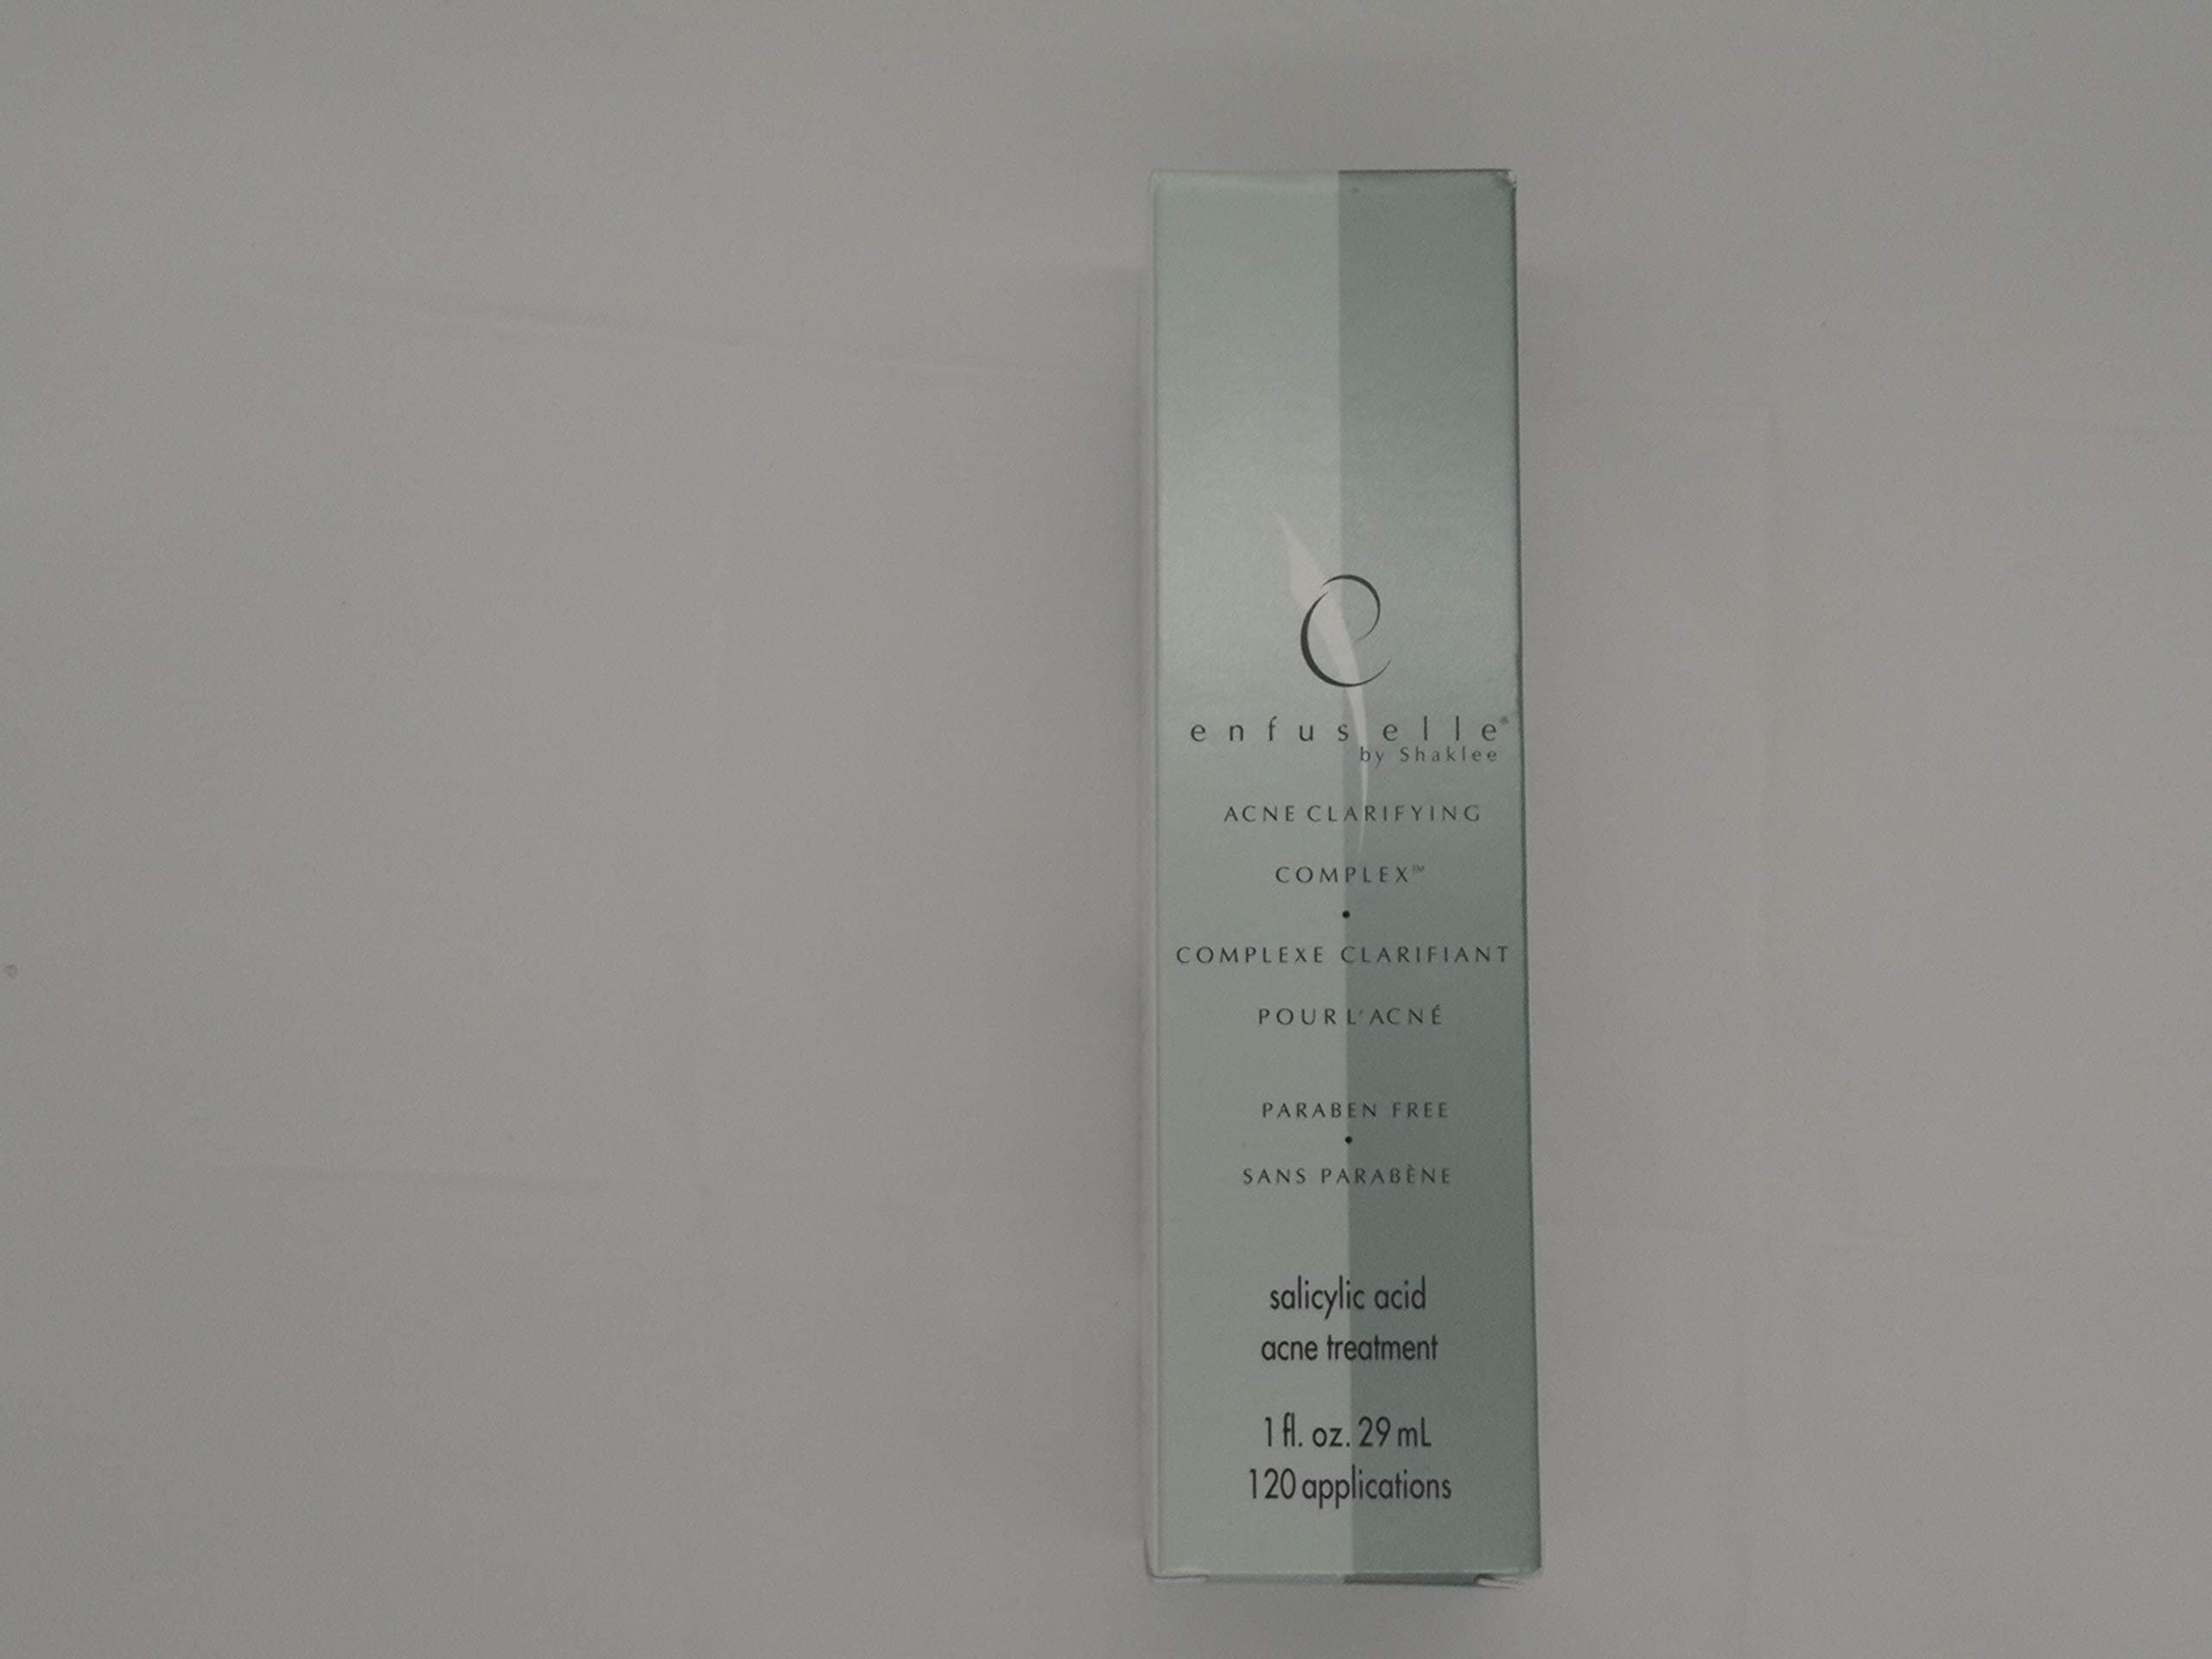 e
enfuselle®
by Shaklee
ACNE CLARIFYING
COMPLEX™
•
COMPLEXE CLARIFIANT
POUR L'ACNÉ
PARABEN FREE
•
SANS PARABÈNE
salicylic acid
acne treatment
1 fl. oz. 29 mL
120 applications